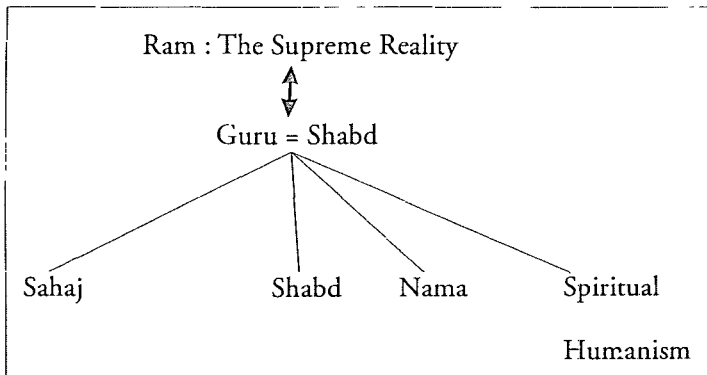 Ram : The Supreme Reality
Guru = Shabd
Sahaj Shabd Nama Spiritual
Humanism